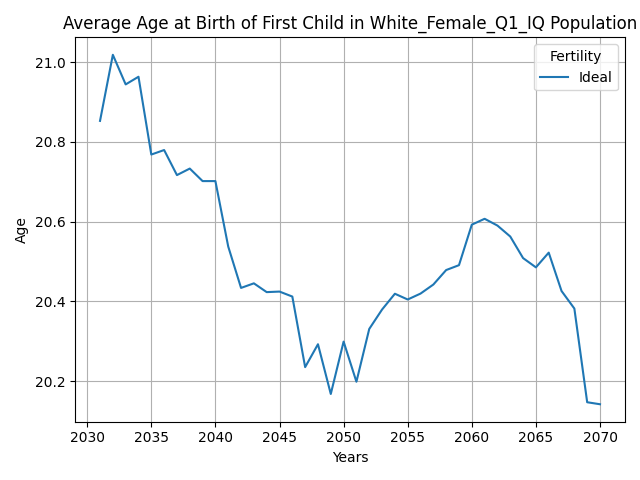 Average Age at Birth of First Child in White_Female_Q1_IQ Population
Fertility
Ideal
21.0
20.8
20.6
20.4
20.2
Age
2030 2035 2040 2045 2050 2055 2060 2065 2070
Years